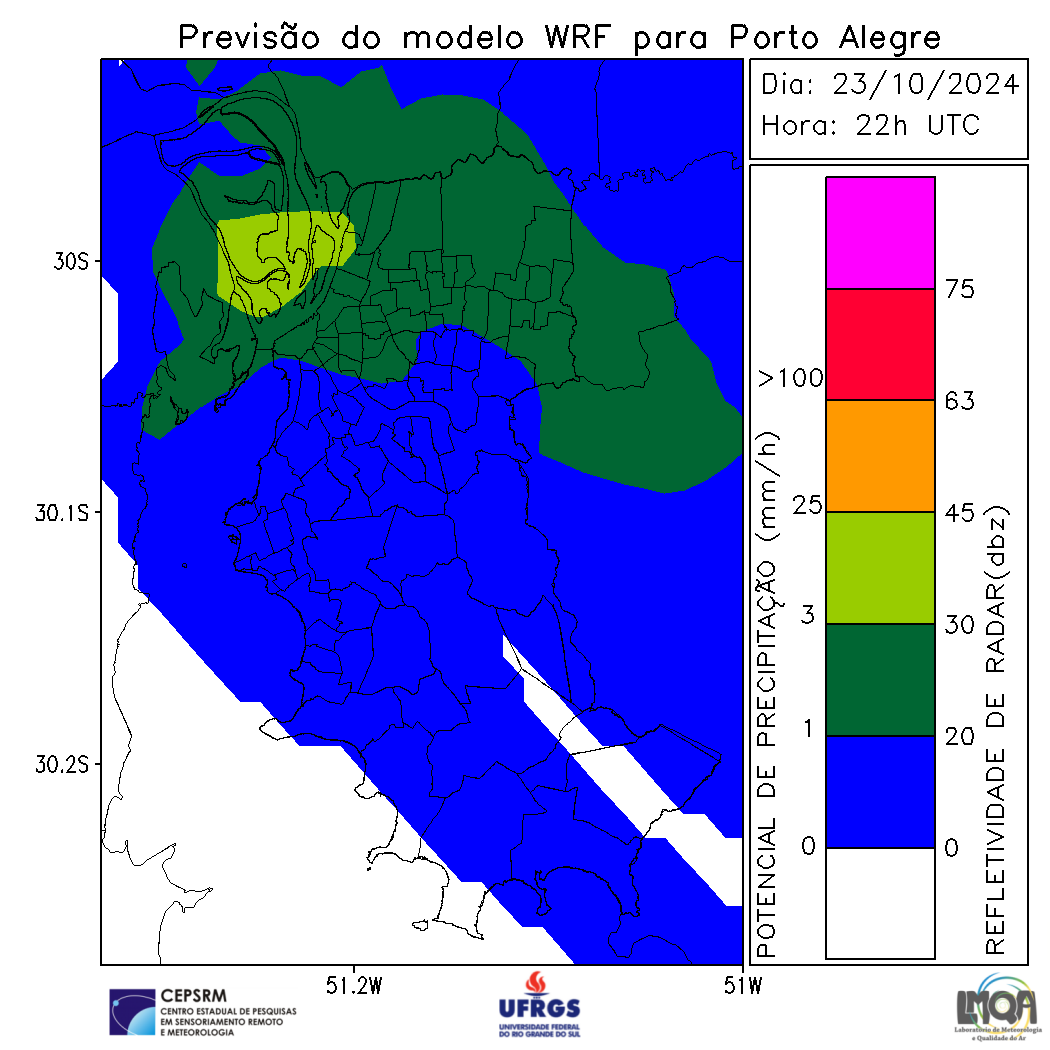 Previsão do modelo WRF para Porto Alegre
Dia: 23/10/2024
Hora: 22h UTC
30S
30.1S
30.2S
51.2W
51W
POTENCIAL DE PRECIPITAÇÃO (mm/h)
>100
25
3
1
0
75
63
45
30
20
0
REFLETIVIDADE DE RADAR(dbz)
CEPSRM
CENTRO ESTADUAL DE PESQUISAS
EM SENSORIAMENTO REMOTO
E METEOROLOGIA
UFRGS
UNIVERSIDADE FEDERAL
DO RIO GRANDE DO SUL
LMQA
Laboratório de Meteorologia
e Qualidade do Ar